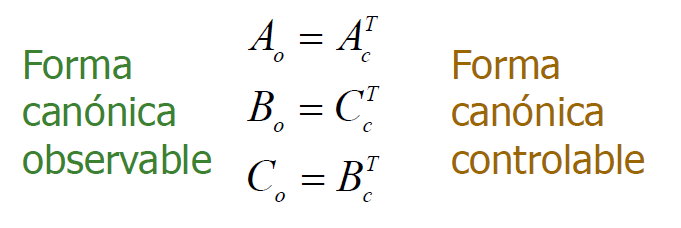 Forma
canónica
observable
A_o = A_c^T
B_o = C_c^T
C_o = B_c^T
Forma
canónica
controlable